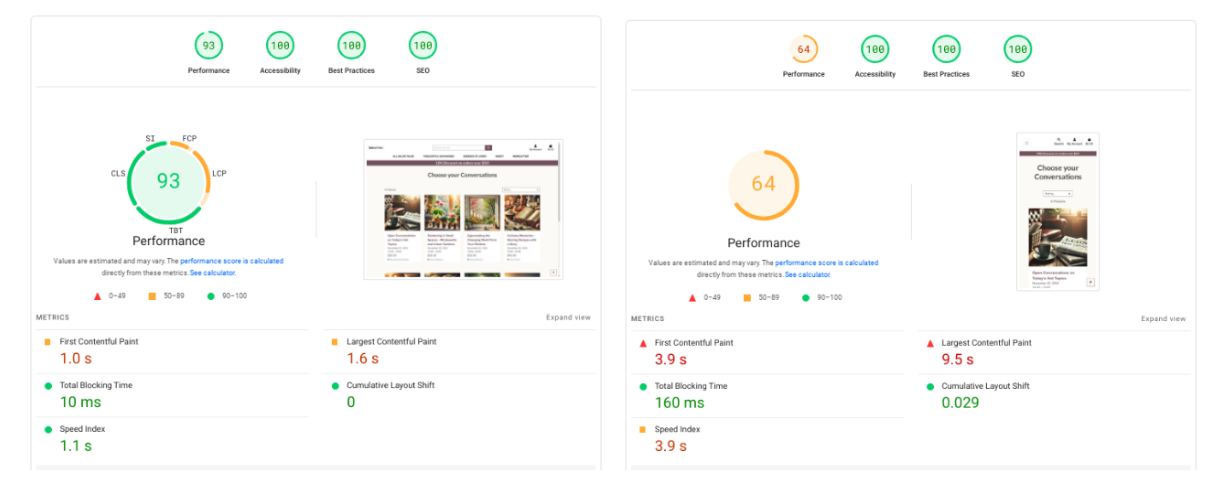 93 100 100 100
Performance Accessibility Best Practices SEO
SI FCP
CLS LCP
93
TBT
Performance
Values are estimated and may vary. The performance score is calculated
directly from these metrics. See calculator.
0–49 50–89 90–100
Choose your Conversations
METRICS Expand view
First Contentful Paint
1.0 s
Largest Contentful Paint
1.6 s
Total Blocking Time
10 ms
Cumulative Layout Shift
0
Speed Index
1.1 s
64 100 100 100
Performance Accessibility Best Practices SEO
64
Performance
Values are estimated and may vary. The performance score is calculated
directly from these metrics. See calculator.
0–49 50–89 90–100
Choose your
Conversations
Open Conversations on
Today's Hot Topics
METRICS Expand view
First Contentful Paint
3.9 s
Largest Contentful Paint
9.5 s
Total Blocking Time
160 ms
Cumulative Layout Shift
0.029
Speed Index
3.9 s